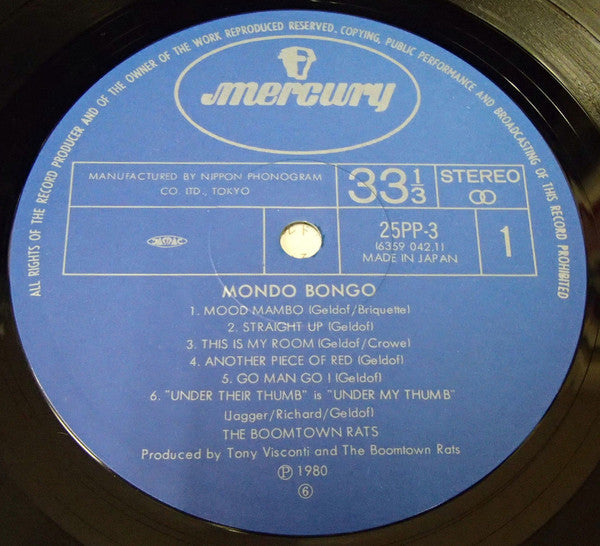 ALL RIGHTS OF THE RECORD PRODUCER AND OF THE OWNER OF THE WORK REPRODUCED RESERVED. COPYING, PUBLIC PERFORMANCE AND BROADCASTING OF THIS RECORD PROHIBITED
mercury
MANUFACTURED BY NIPPON PHONOGRAM
CO. LTD., TOKYO
33 1/3
STEREO
JASRAC
25PP-3
(6359 042.1)
MADE IN JAPAN
1
MONDO BONGO
1. MOOD MAMBO (Geldof/Briquette)
2. STRAIGHT UP (Geldof)
3. THIS IS MY ROOM (Geldof/Crowe)
4. ANOTHER PIECE OF RED (Geldof)
5. GO MAN GO ! (Geldof)
6. "UNDER THEIR THUMB" is "UNDER MY THUMB"
(Jagger/Richard/Geldof)
THE BOOMTOWN RATS
Produced by Tony Visconti and The Boomtown Rats
Ⓟ 1980
⑥